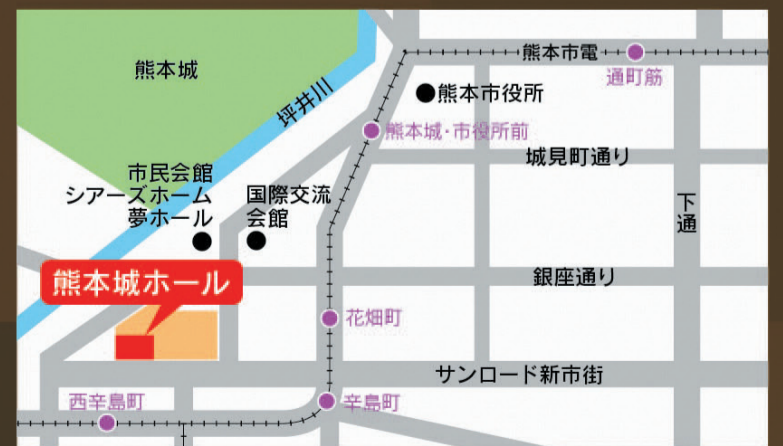 熊本城
坪井川
熊本市電
通町筋
熊本市役所
熊本城・市役所前
城見町通り
市民会館
シアーズホーム
夢ホール
国際交流
会館
下通
熊本城ホール
銀座通り
花畑町
サンロード新市街
西辛島町
辛島町